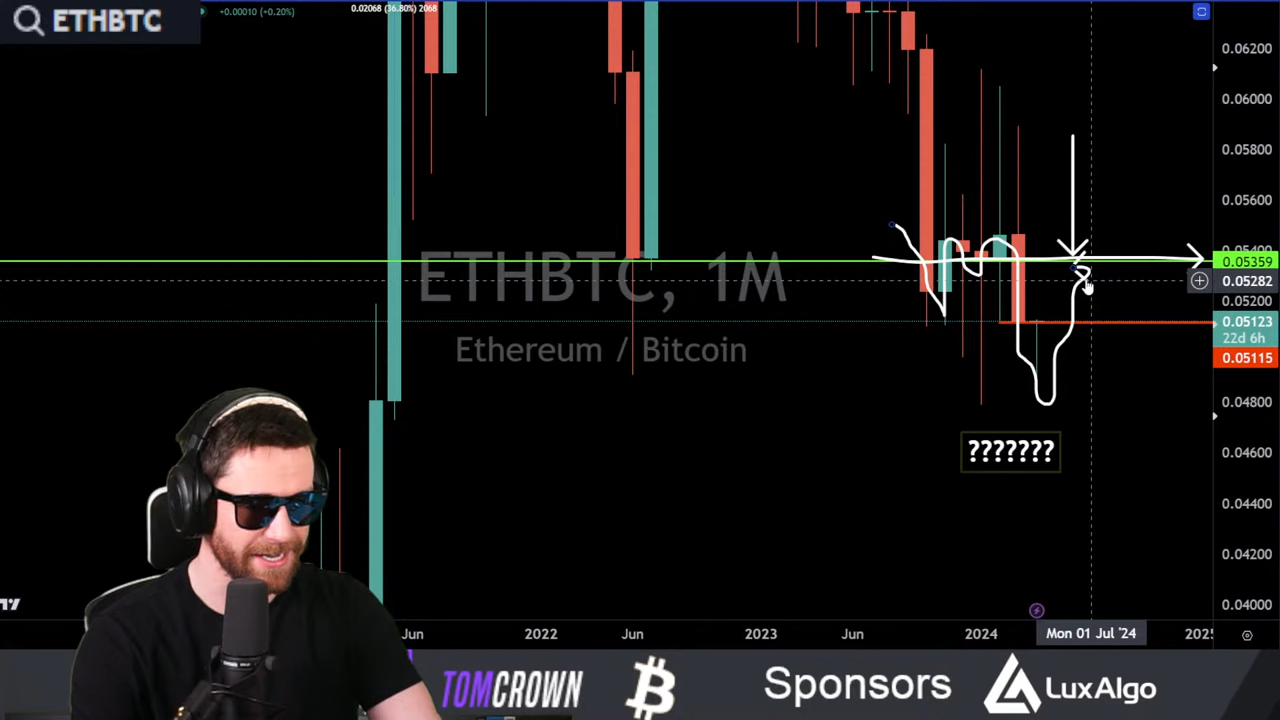 ETHBTC
+0.00010 (+0.20%)
0.02068 (36.80%) 2068
0.06200
0.06000
0.05800
0.05600
0.05400
0.05359
0.05282
0.05200
0.05123
22d 6h
0.05115
0.04800
0.04600
0.04400
0.04200
0.04000
ETHBTC, 1M
Ethereum / Bitcoin
???????
Jun
2022
Jun
2023
Jun
2024
Mon 01 Jul '24
2025
TOMCROWN
Sponsors
LuxAlgo